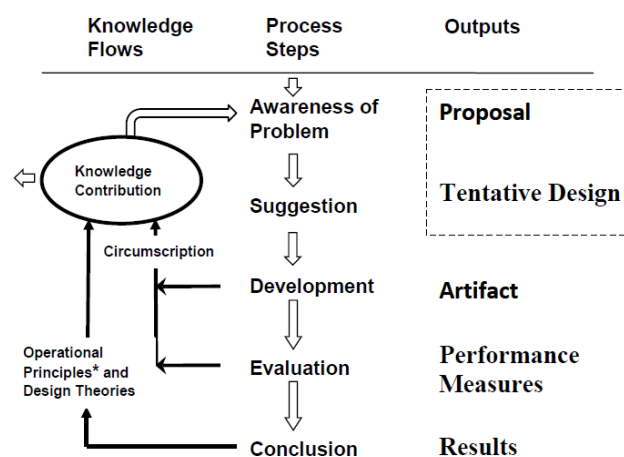 Knowledge
Flows
Process
Steps
Outputs
Awareness of
Problem
Proposal
Knowledge
Contribution
Suggestion
Tentative Design
Circumscription
Development
Artifact
Operational
Principles* and
Design Theories
Evaluation
Performance
Measures
Conclusion
Results